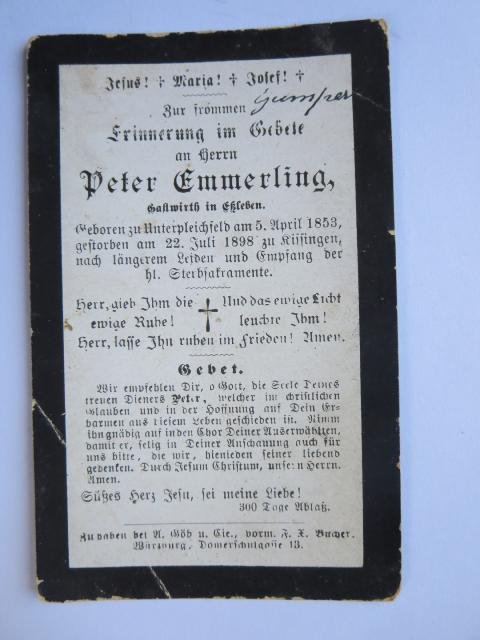 Jesus! † Maria! † Josef! †
Zur frommen
Erinnerung im Gebete
an Herrn
Peter Emmerling,
Gastwirth in Eßleben.
Geboren zu Unterpleichfeld am 5. April 1853,
gestorben am 22. Juli 1898 zu Kissingen,
nach längerem Leiden und Empfang der
hl. Sterbsakramente.
Herr, gieb Ihm die
ewige Ruhe!
Und das ewige Licht
leuchte Ihm!
Herr, lasse Ihn ruhen im Frieden! Amen.
Gebet.
Wir empfehlen Dir, o Gott, die Seele Deines
treuen Dieners Peter, welcher im christlichen
Glauben und in der Hoffnung auf Dein Er-
barmen aus diesem Leben geschieden ist. Nimm
ihn gnädig auf in den Chor Deiner Auserwählten,
damit er, selig in Deiner Anschauung auch für
uns bitte, die wir, hienieden seiner liebend
gedenken. Durch Jesum Christum, unsern Herrn.
Amen.
Süßes Herz Jesu, sei meine Liebe!
300 Tage Ablaß.
Zu haben bei A. Göb u. Cie., vorm. F. X. Bucher,
Würzburg, Domerschulgasse 13.